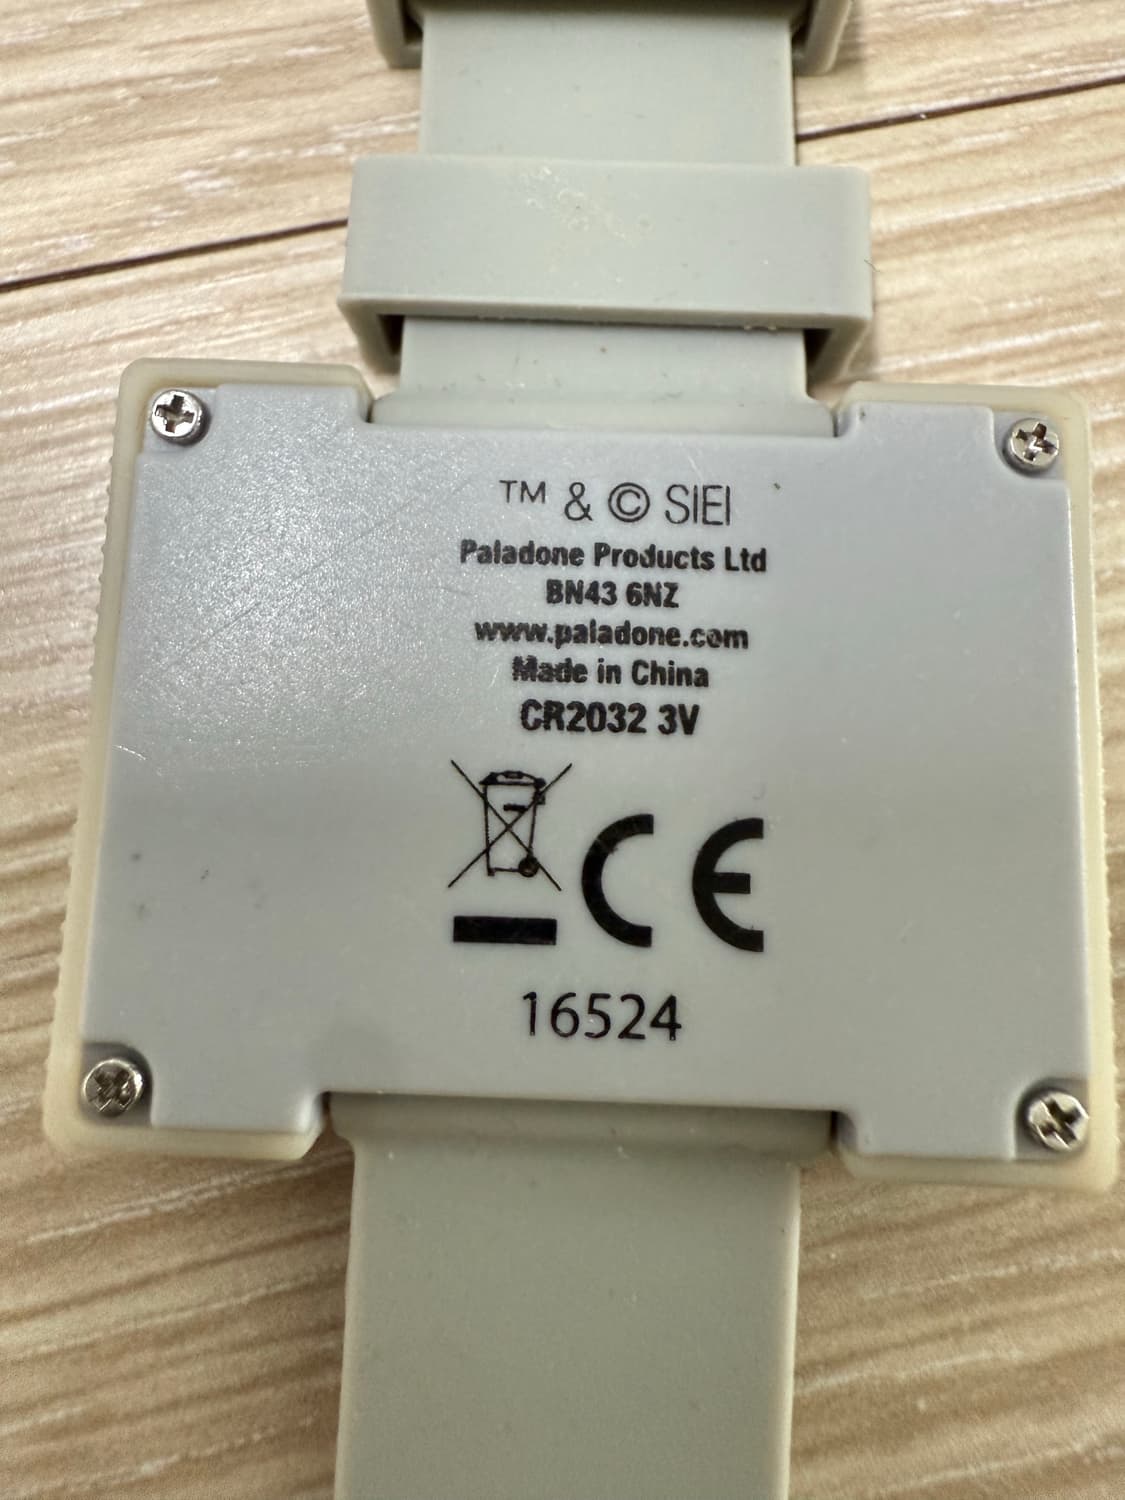 ™ & © SIEI
Paladone Products Ltd
BN43 6NZ
www.paladone.com
Made in China
CR2032 3V
CE
16524